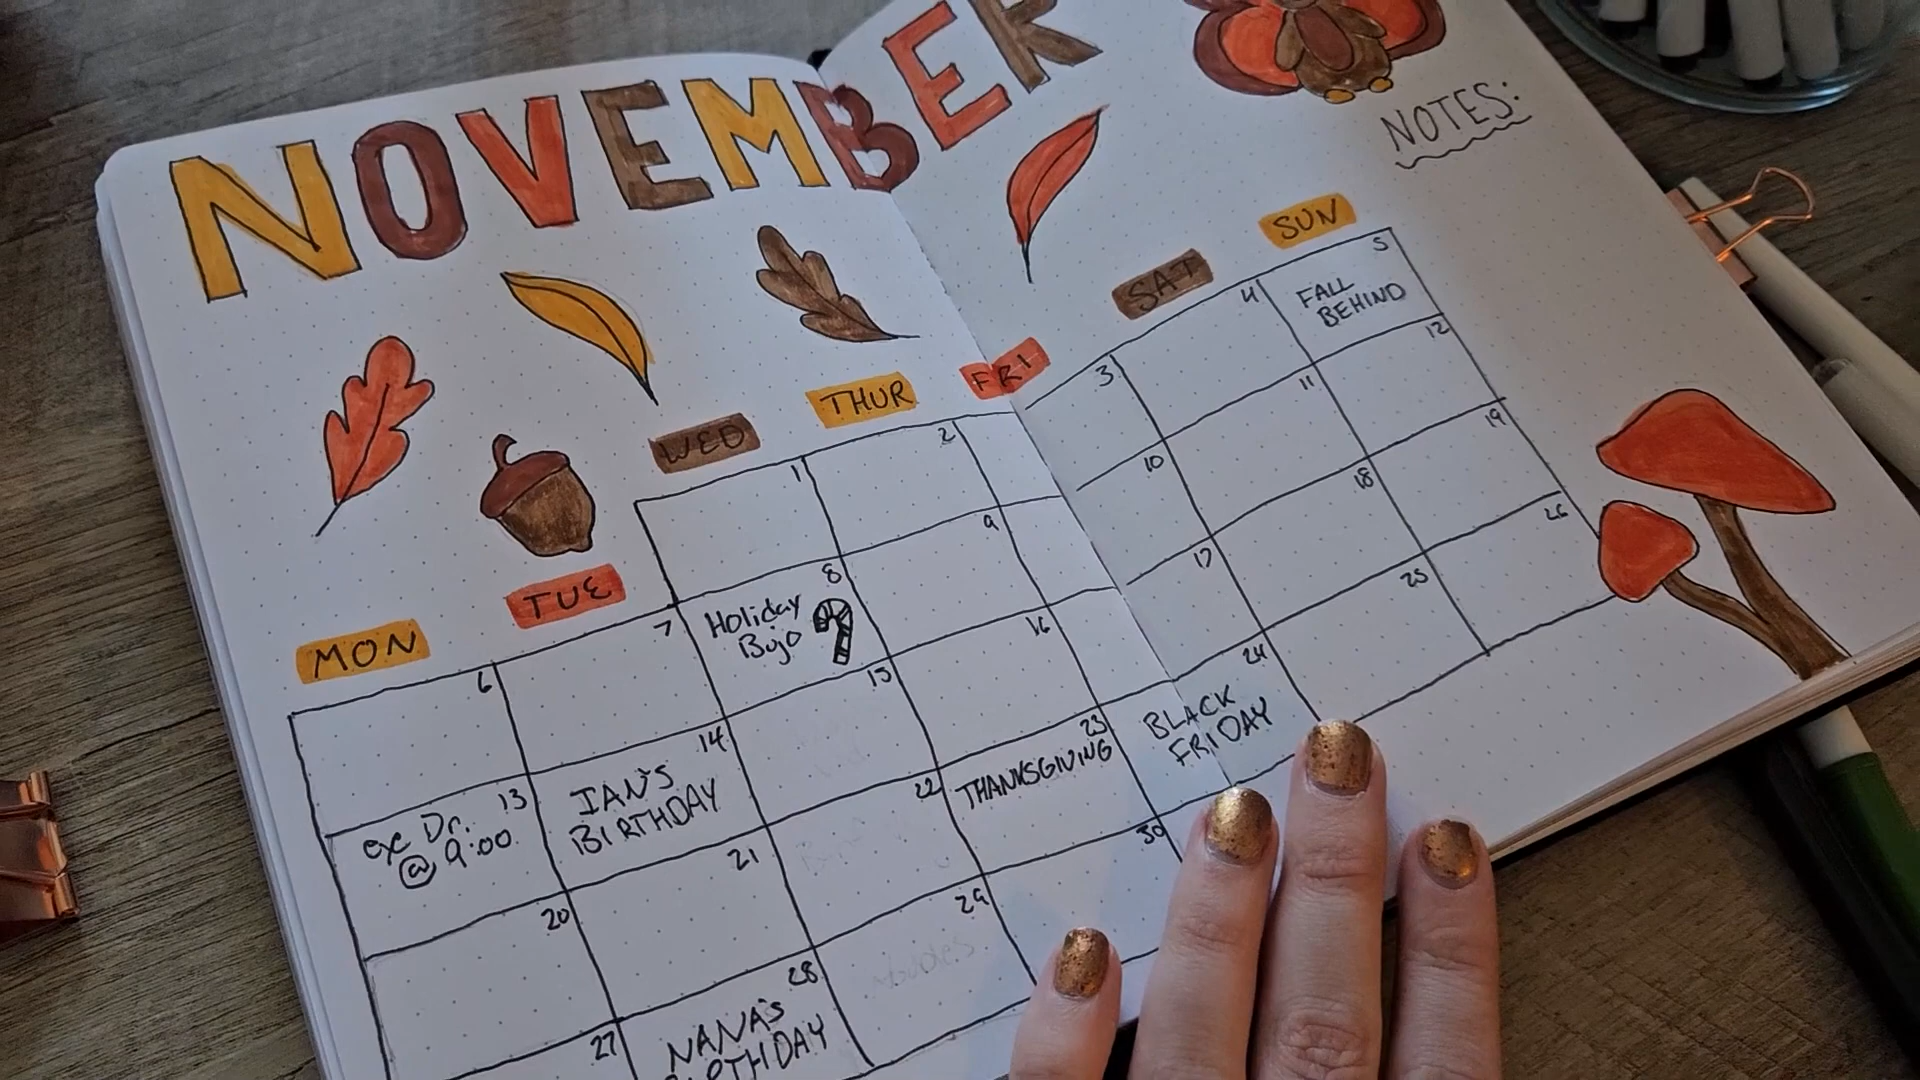 NOVEMBER
NOTES:
MON
TUE
WED
THUR
FRI
SAT
SUN
1
2
3
4
5
FALL
BEHIND
6
7
8
Holiday
Bujo
9
10
11
12
13
eye Dr.
@ 9:00
14
IAN'S
BIRTHDAY
15
16
17
18
19
20
21
22
23
THANKSGIVING
24
BLACK
FRIDAY
25
26
27
28
NANA'S
BIRTHDAY
29
30